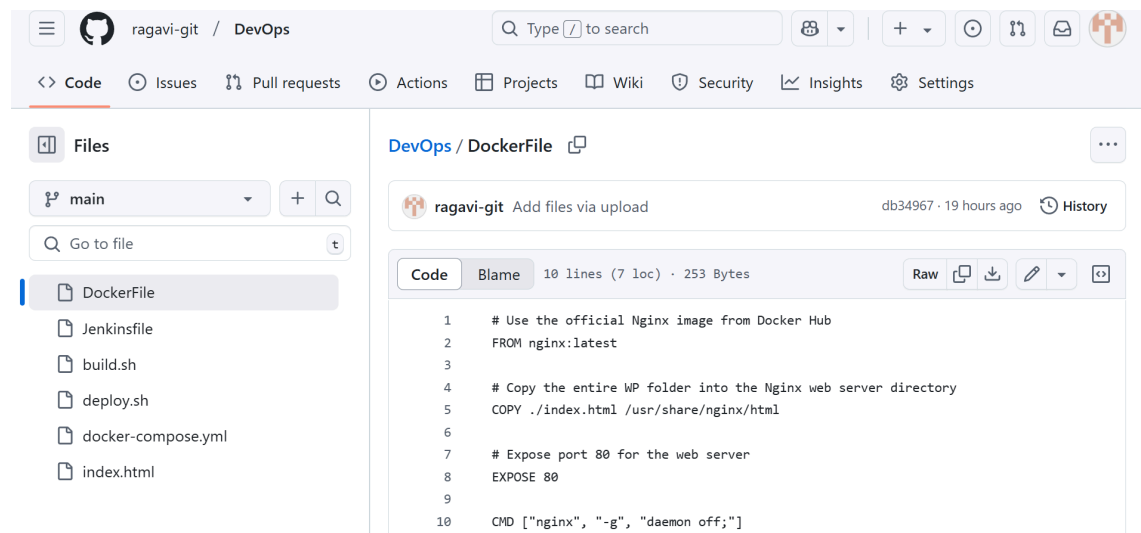 ragavi-git / DevOps
Type / to search
Code Issues Pull requests Actions Projects Wiki Security Insights Settings
Files
main
Go to file t
DockerFile
Jenkinsfile
build.sh
deploy.sh
docker-compose.yml
index.html
DevOps / DockerFile
ragavi-git Add files via upload db34967 · 19 hours ago History
Code Blame 10 lines (7 loc) · 253 Bytes Raw
1 # Use the official Nginx image from Docker Hub
2 FROM nginx:latest
3
4 # Copy the entire WP folder into the Nginx web server directory
5 COPY ./index.html /usr/share/nginx/html
6
7 # Expose port 80 for the web server
8 EXPOSE 80
9
10 CMD ["nginx", "-g", "daemon off;"]